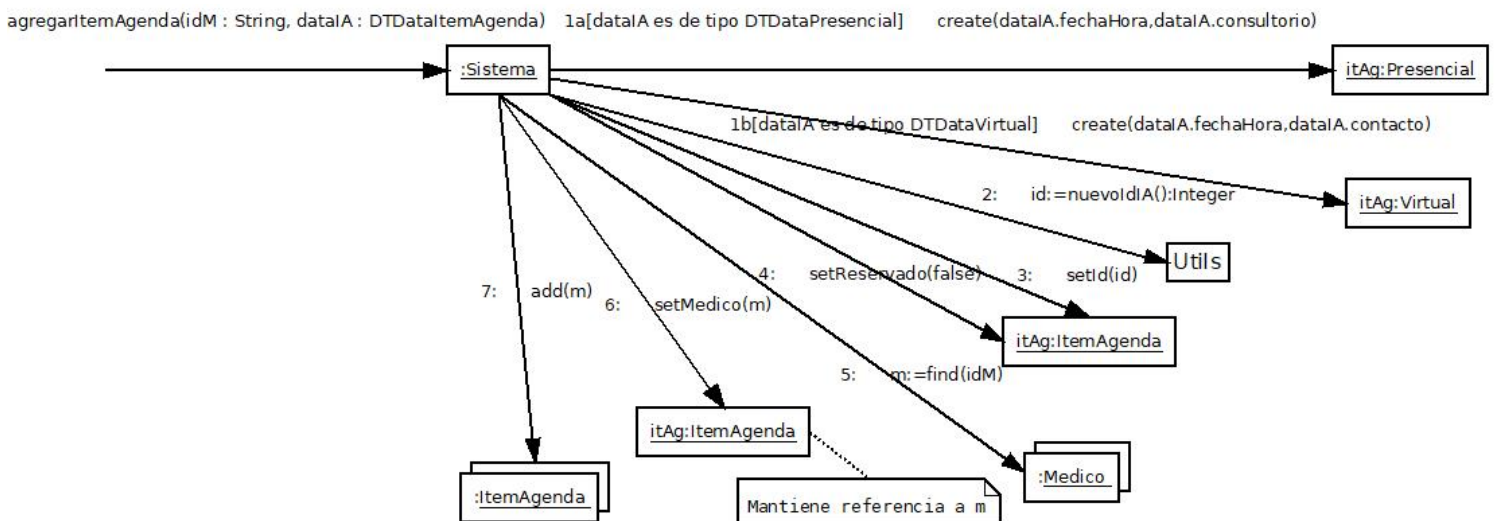 agregarItemAgenda(idM : String, dataIA : DTDataItemAgenda) 1a[dataIA es de tipo DTDataPresencial] create(dataIA.fechaHora,dataIA.consultorio)
:Sistema
itAg:Presencial
1b[dataIA es de tipo DTDataVirtual] create(dataIA.fechaHora,dataIA.contacto)
2: id:=nuevoIdIA():Integer
itAg:Virtual
Utils
4: setReservado(false)
3: setId(id)
7: add(m)
6: setMedico(m)
itAg:ItemAgenda
5: m:=find(idM)
itAg:ItemAgenda
:Medico
:ItemAgenda
Mantiene referencia a m